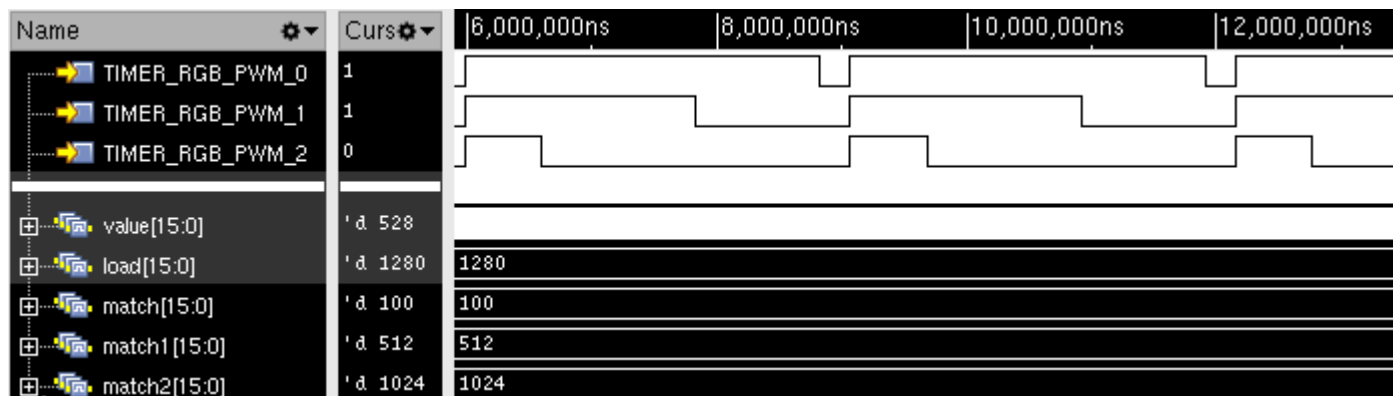 Name Curs 6,000,000ns 8,000,000ns 10,000,000ns 12,000,000ns
TIMER_RGB_PWM_0 1
TIMER_RGB_PWM_1 1
TIMER_RGB_PWM_2 0
value[15:0] 'd 528
load[15:0] 'd 1280 1280
match[15:0] 'd 100 100
match1[15:0] 'd 512 512
match2[15:0] 'd 1024 1024